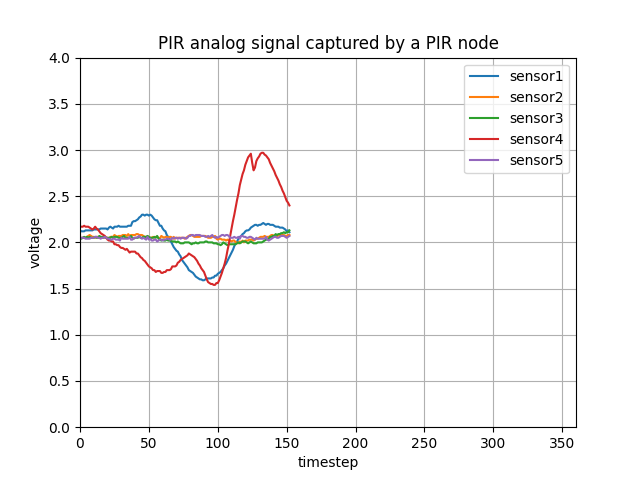 PIR analog signal captured by a PIR node
sensor1
sensor2
sensor3
sensor4
sensor5
4.0
3.5
3.0
2.5
2.0
1.5
1.0
0.5
0.0
voltage
0 50 100 150 200 250 300 350
timestep